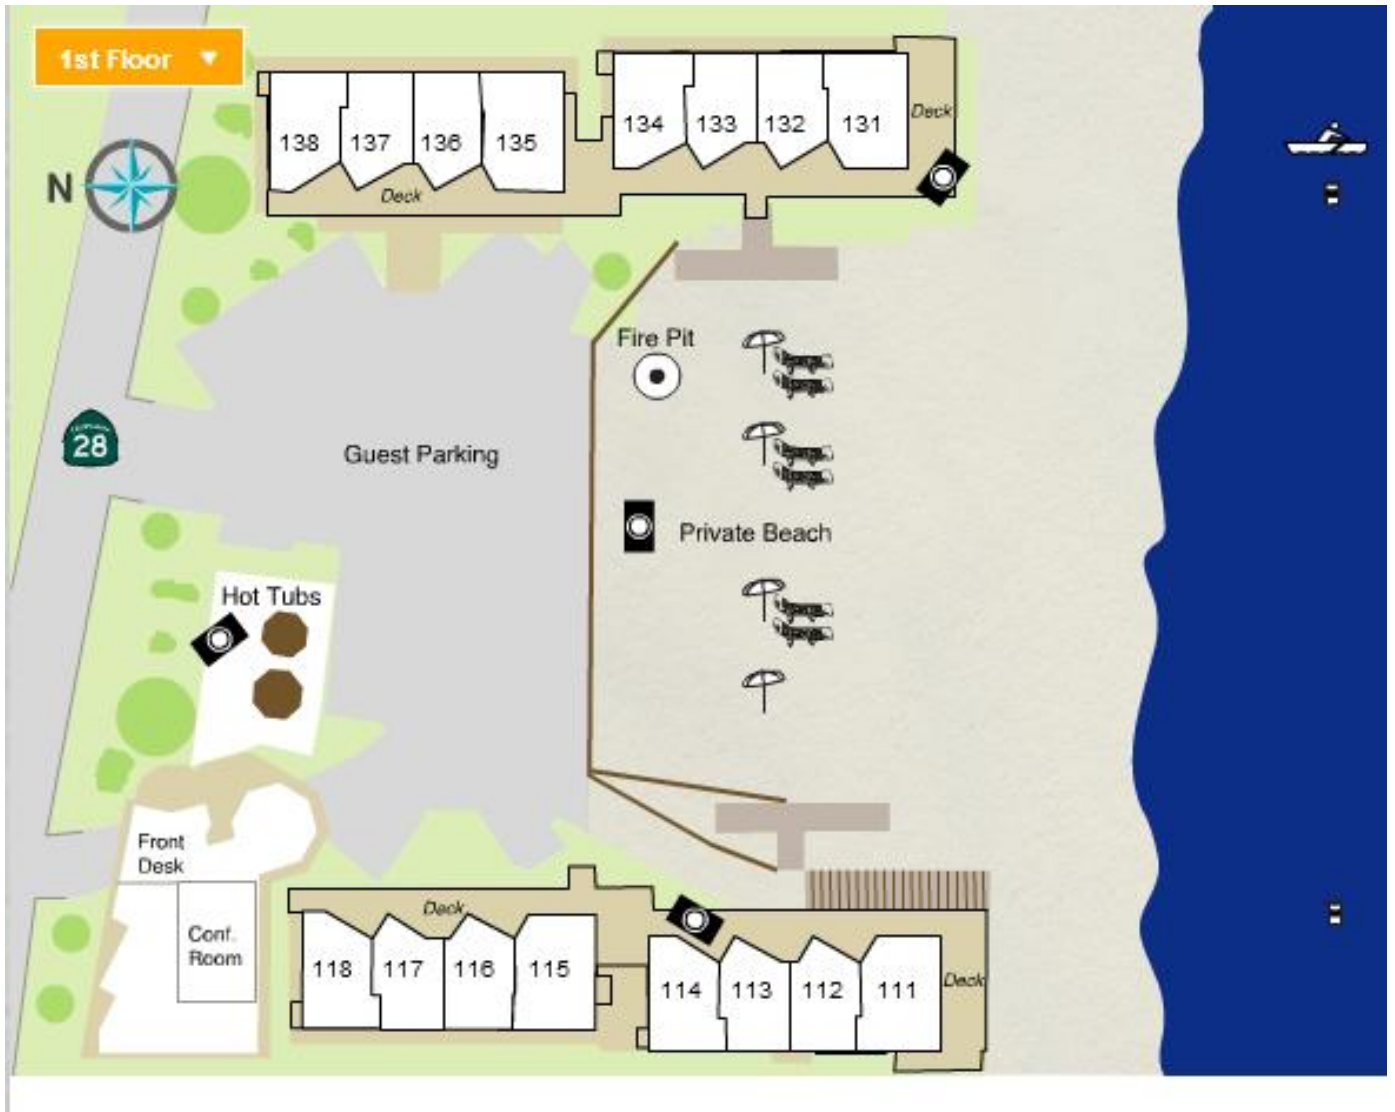 1st Floor ▼
138
137
136
135
134
133
132
131
Deck
Deck
N
Fire Pit
28
Guest Parking
Private Beach
Hot Tubs
Front
Desk
Conf.
Room
Deck
118
117
116
115
114
113
112
111
Deck